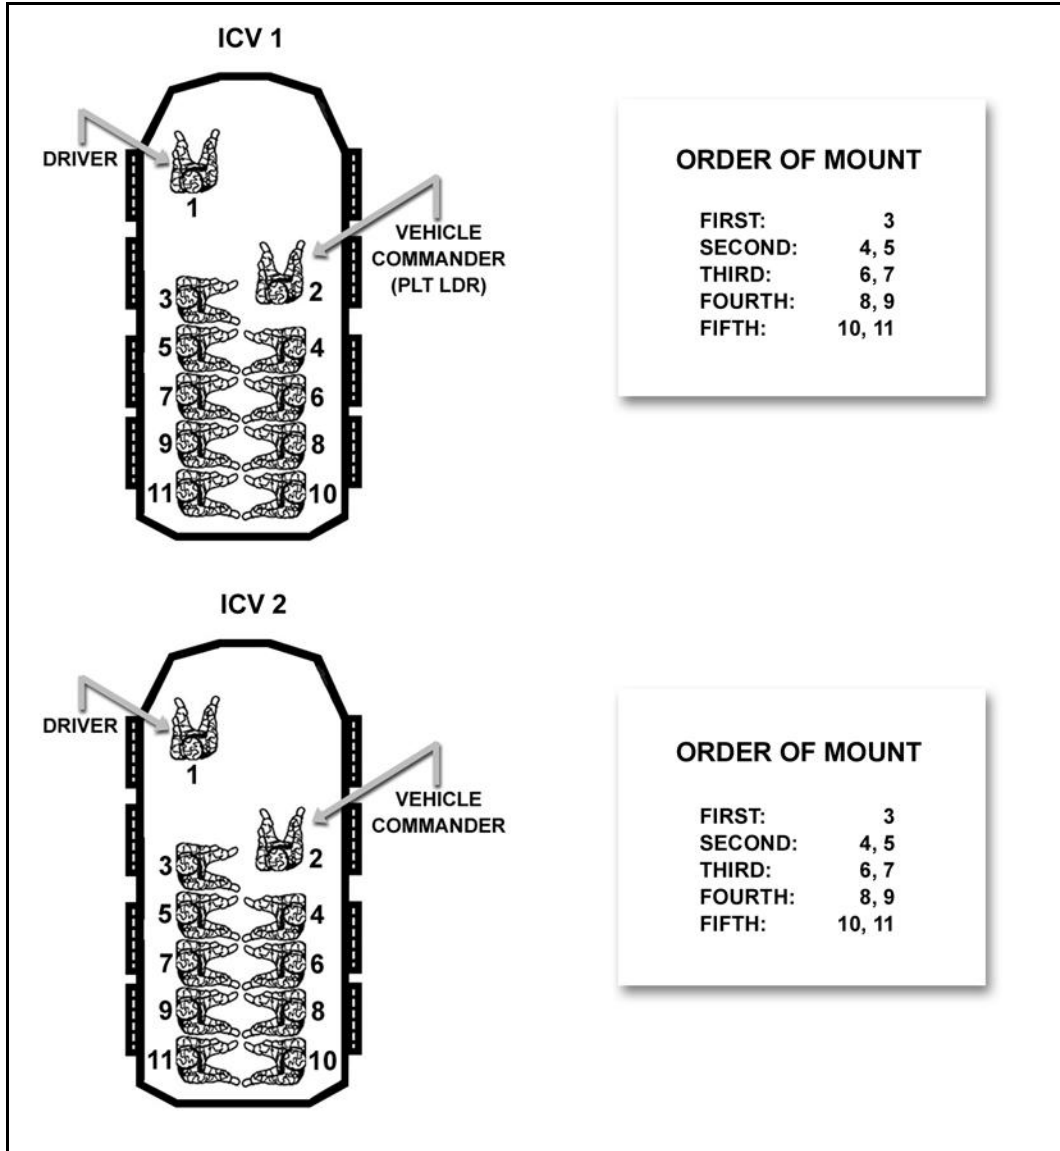 ICV 1
DRIVER
1
VEHICLE
COMMANDER
(PLT LDR)
2
3
5
4
7
6
9
8
11
10
ORDER OF MOUNT
FIRST: 3
SECOND: 4, 5
THIRD: 6, 7
FOURTH: 8, 9
FIFTH: 10, 11
ICV 2
DRIVER
1
VEHICLE
COMMANDER
2
3
5
4
7
6
9
8
11
10
ORDER OF MOUNT
FIRST: 3
SECOND: 4, 5
THIRD: 6, 7
FOURTH: 8, 9
FIFTH: 10, 11